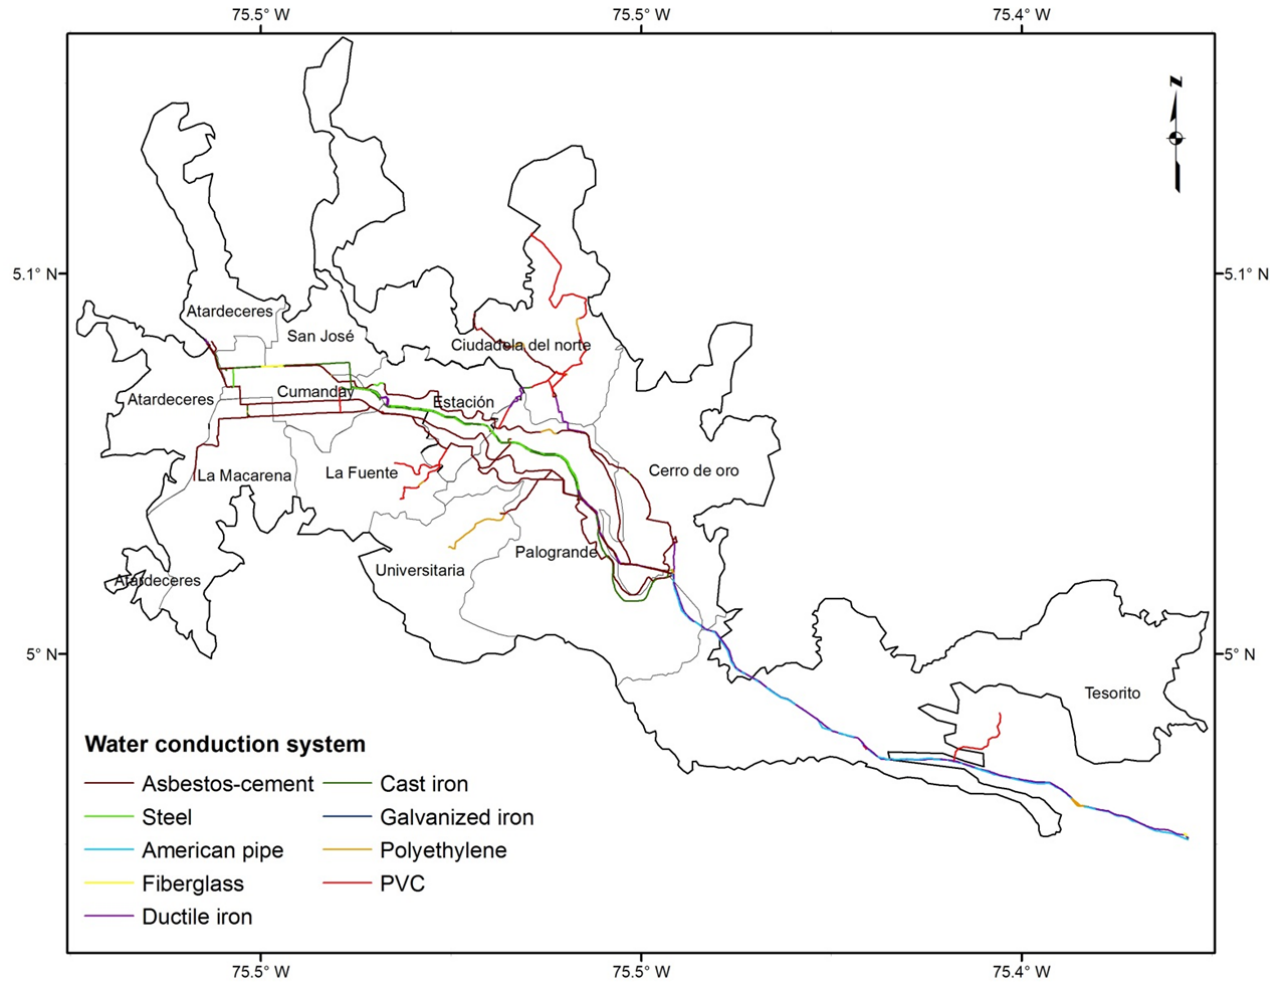 75.5° W 75.5° W 75.4° W
N
5.1° N 5.1° N
Atardeceres
San José
Ciudadela del norte
Cumanday
Atardeceres
Estación
La Macarena
La Fuente
Cerro de oro
Palogrande
Universitaria
Atardeceres
5° N 5° N
Tesorito
Water conduction system
Asbestos-cement Cast iron
Steel Galvanized iron
American pipe Polyethylene
Fiberglass PVC
Ductile iron
75.5° W 75.5° W 75.4° W